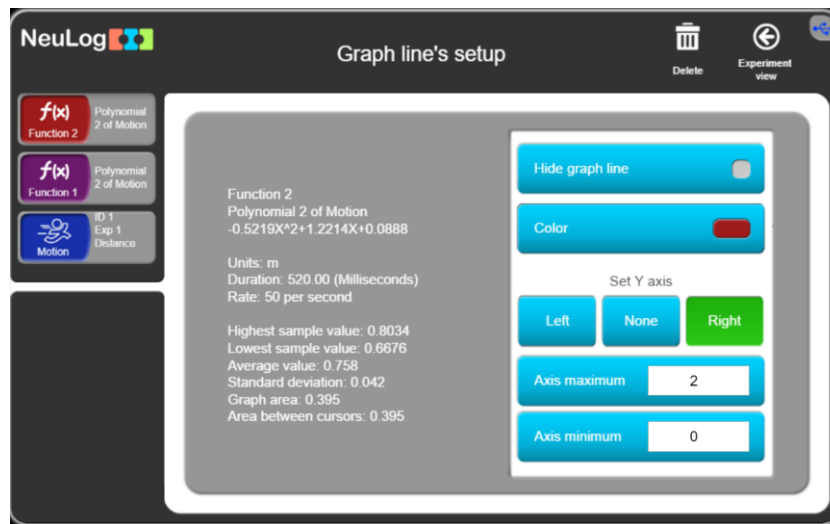 NeuLog
Graph line's setup
Delete
Experiment
view
f(x)
Function 2
Polynomial
2 of Motion
f(x)
Function 1
Polynomial
2 of Motion
Motion
ID 1
Exp 1
Distance
Function 2
Polynomial 2 of Motion
-0.5219X^2+1.2214X+0.0888
Units: m
Duration: 520.00 (Milliseconds)
Rate: 50 per second
Highest sample value: 0.8034
Lowest sample value: 0.6676
Average value: 0.758
Standard deviation: 0.042
Graph area: 0.395
Area between cursors: 0.395
Hide graph line
Color
Set Y axis
Left None Right
Axis maximum 2
Axis minimum 0